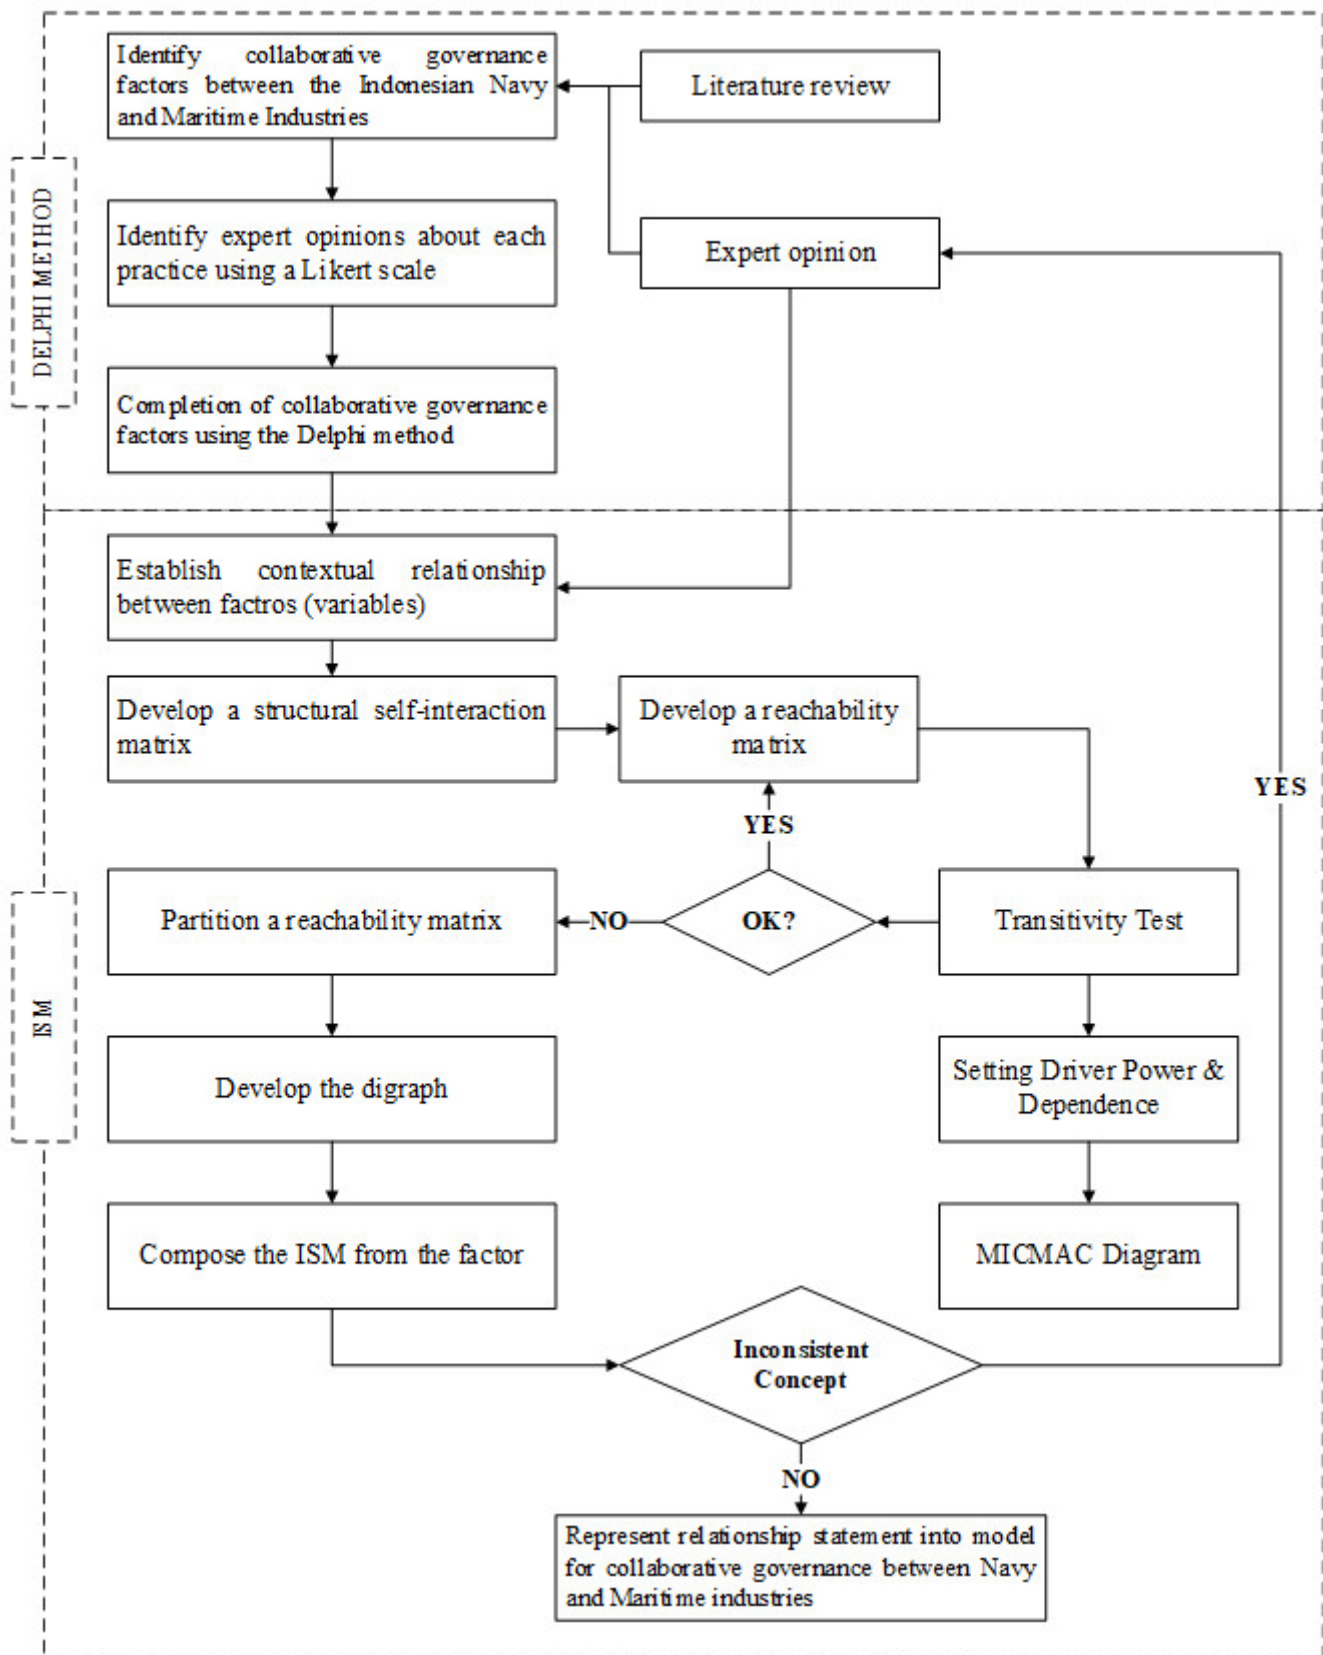 Identify collaborative governance
factors between the Indonesian Navy
and Maritime Industries
Literature review
DELPHI METHOD
Identify expert opinions about each
practice using a Likert scale
Expert opinion
Completion of collaborative governance
factors using the Delphi method
Establish contextual relationship
between factros (variables)
Develop a structural self-interaction
matrix
Develop a reachability
matrix
YES
YES
Partition a reachability matrix
NO
OK?
Transitivity Test
ISM
Develop the digraph
Setting Driver Power &
Dependence
Compose the ISM from the factor
MICMAC Diagram
Inconsistent
Concept
NO
Represent relationship statement into model
for collaborative governance between Navy
and Maritime industries